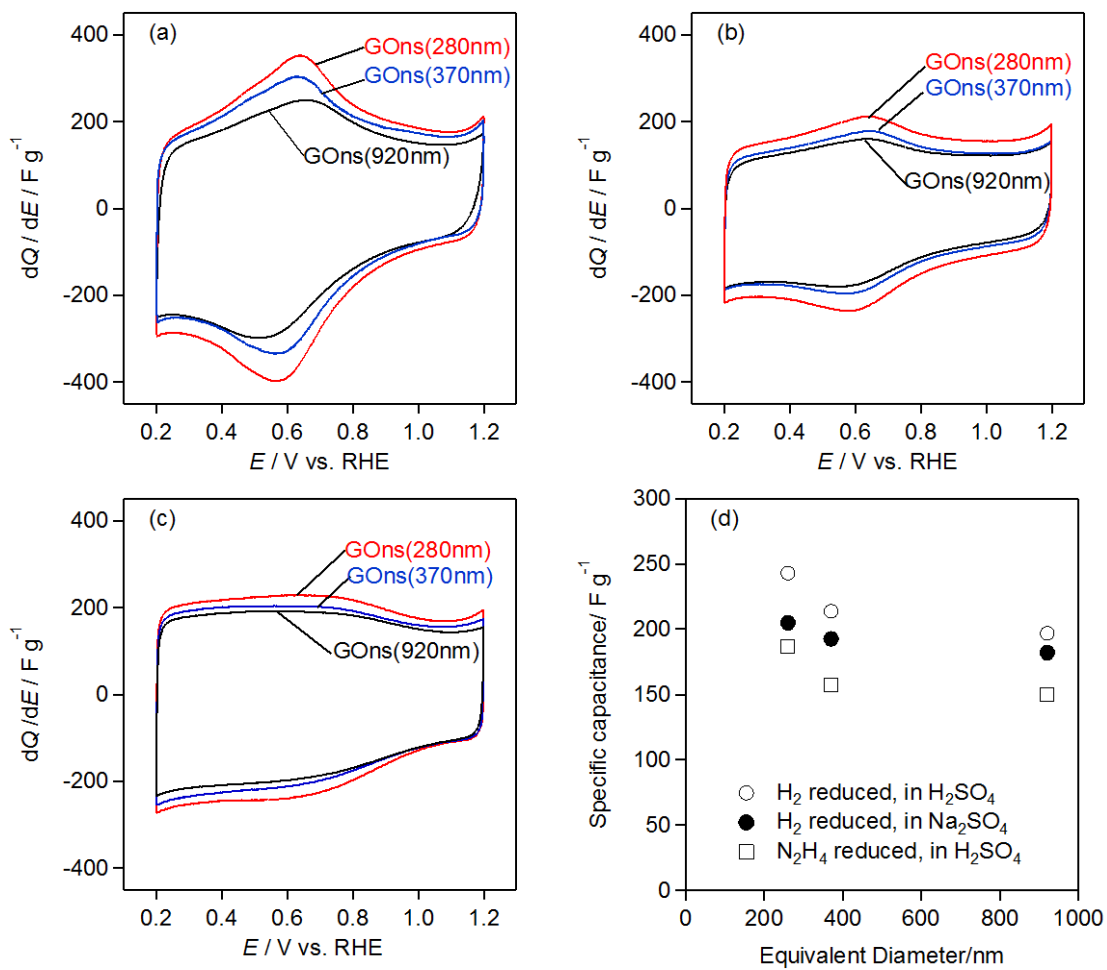 (a)
GOns(280nm)
GOns(370nm)
GOns(920nm)
400
200
0
-200
-400
dQ / dE / F g⁻¹
0.2 0.4 0.6 0.8 1.0 1.2
E / V vs. RHE
(b)
GOns(280nm)
GOns(370nm)
GOns(920nm)
400
200
0
-200
-400
dQ / dE / F g⁻¹
0.2 0.4 0.6 0.8 1.0 1.2
E / V vs. RHE
(c)
GOns(280nm)
GOns(370nm)
GOns(920nm)
400
200
0
-200
-400
dQ /dE / F g⁻¹
0.2 0.4 0.6 0.8 1.0 1.2
E / V vs. RHE
(d)
300
250
200
150
100
50
0
Specific capacitance/ F g⁻¹
H₂ reduced, in H₂SO₄
H₂ reduced, in Na₂SO₄
N₂H₄ reduced, in H₂SO₄
0 200 400 600 800 1000
Equivalent Diameter/nm